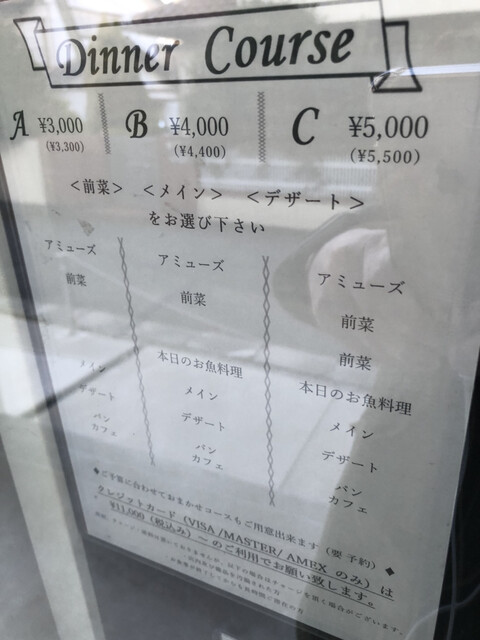 Dinner Course
A ¥3,000
(¥3,300)
B ¥4,000
(¥4,400)
C ¥5,000
(¥5,500)
＜前菜＞ ＜メイン＞ ＜デザート＞
をお選び下さい
アミューズ
前菜
メイン
デザート
パン
カフェ
アミューズ
前菜
本日のお魚料理
メイン
デザート
パン
カフェ
アミューズ
前菜
前菜
本日のお魚料理
メイン
デザート
パン
カフェ
◆ご予算に合わせておまかせコースもご用意出来ます（要 予約）◆
クレジットカード（VISA/MASTER/AMEX のみ）は
¥11,000（税込み）〜のご利用でお願い致します。